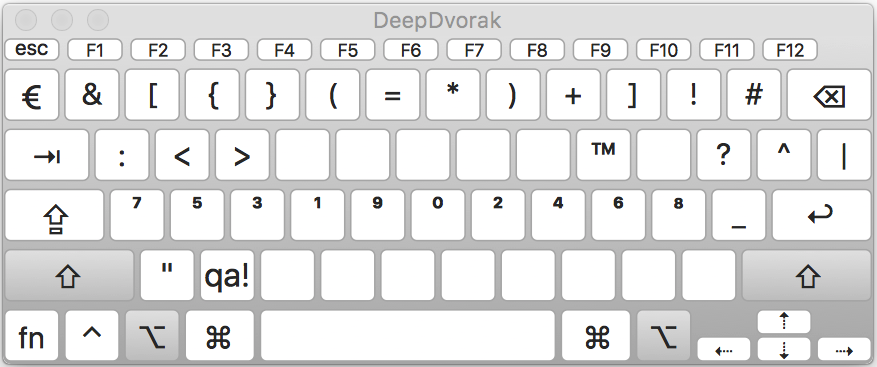 DeepDvorak
esc F1 F2 F3 F4 F5 F6 F7 F8 F9 F10 F11 F12
€ & [ { } ( = * ) + ] ! # ⌫
⇥ : < > ™ ? ^ |
⇪ 7 5 3 1 9 0 2 4 6 8 _ ↩
⇧ " qa! ⇧
fn ^ ⌥ ⌘ ⌘ ⌥ ⇠ ⇡ ⇣ ⇢